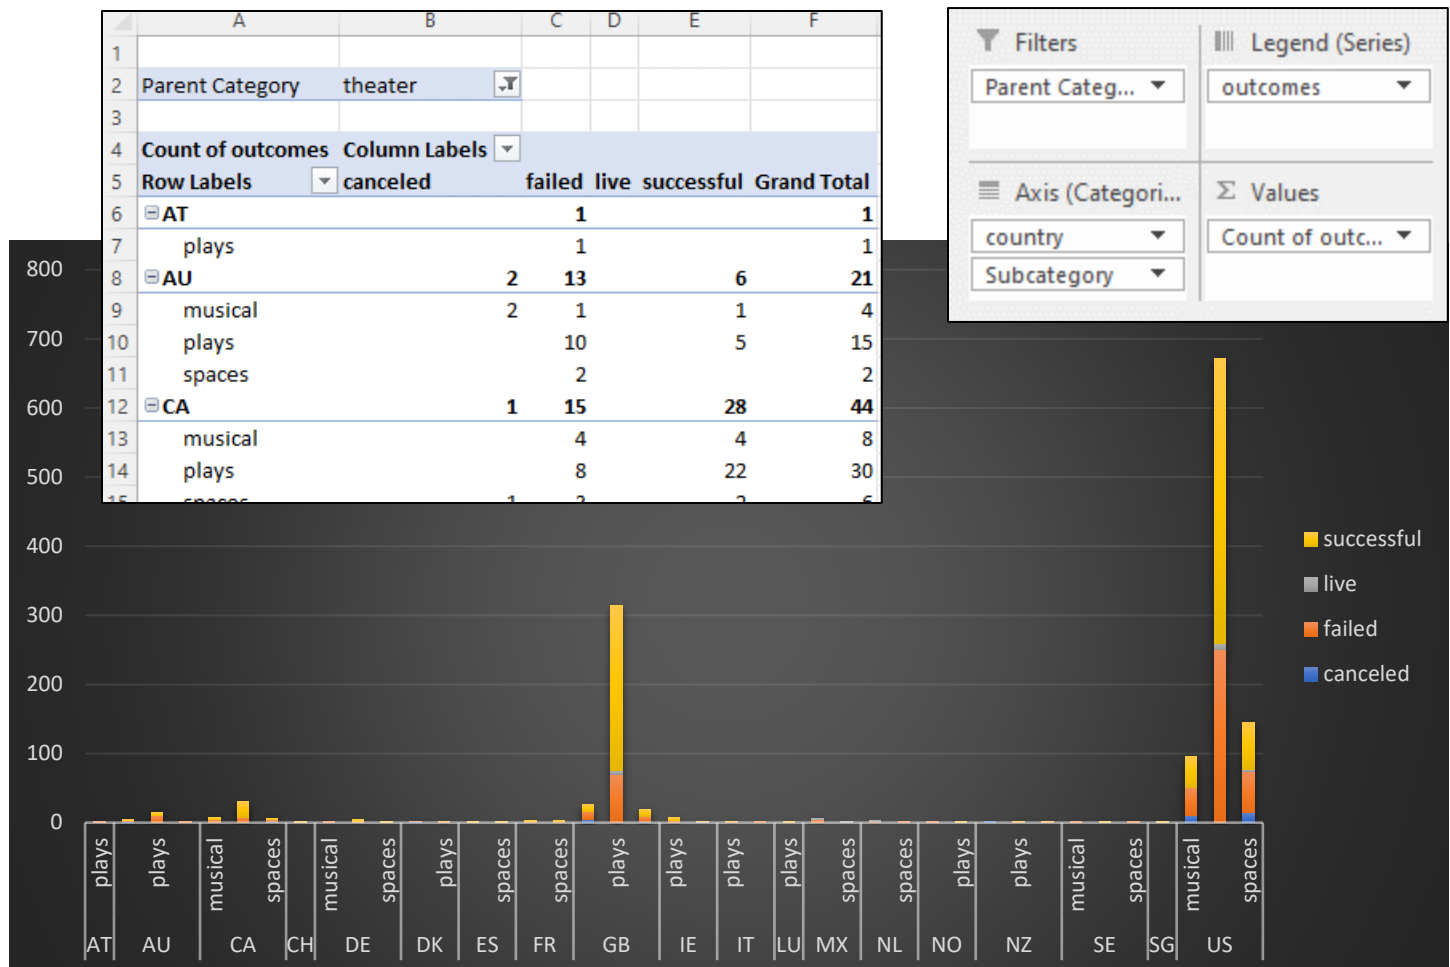 A B C D E F
1
2 Parent Category theater
3
4 Count of outcomes Column Labels
5 Row Labels canceled failed live successful Grand Total
6 AT 1 1
7 plays 1 1
8 AU 2 13 6 21
9 musical 2 1 1 4
10 plays 10 5 15
11 spaces 2 2
12 CA 1 15 28 44
13 musical 4 4 8
14 plays 8 22 30
Filters Legend (Series)
Parent Categ... outcomes
Axis (Categori... Σ Values
country Count of outc...
Subcategory
800
700
600
500
400
300
200
100
0
successful
live
failed
canceled
plays plays musical spaces musical spaces plays spaces spaces plays plays plays plays spaces spaces plays plays musical spaces musical spaces
AT AU CA CH DE DK ES FR GB IE IT LU MX NL NO NZ SE SG US